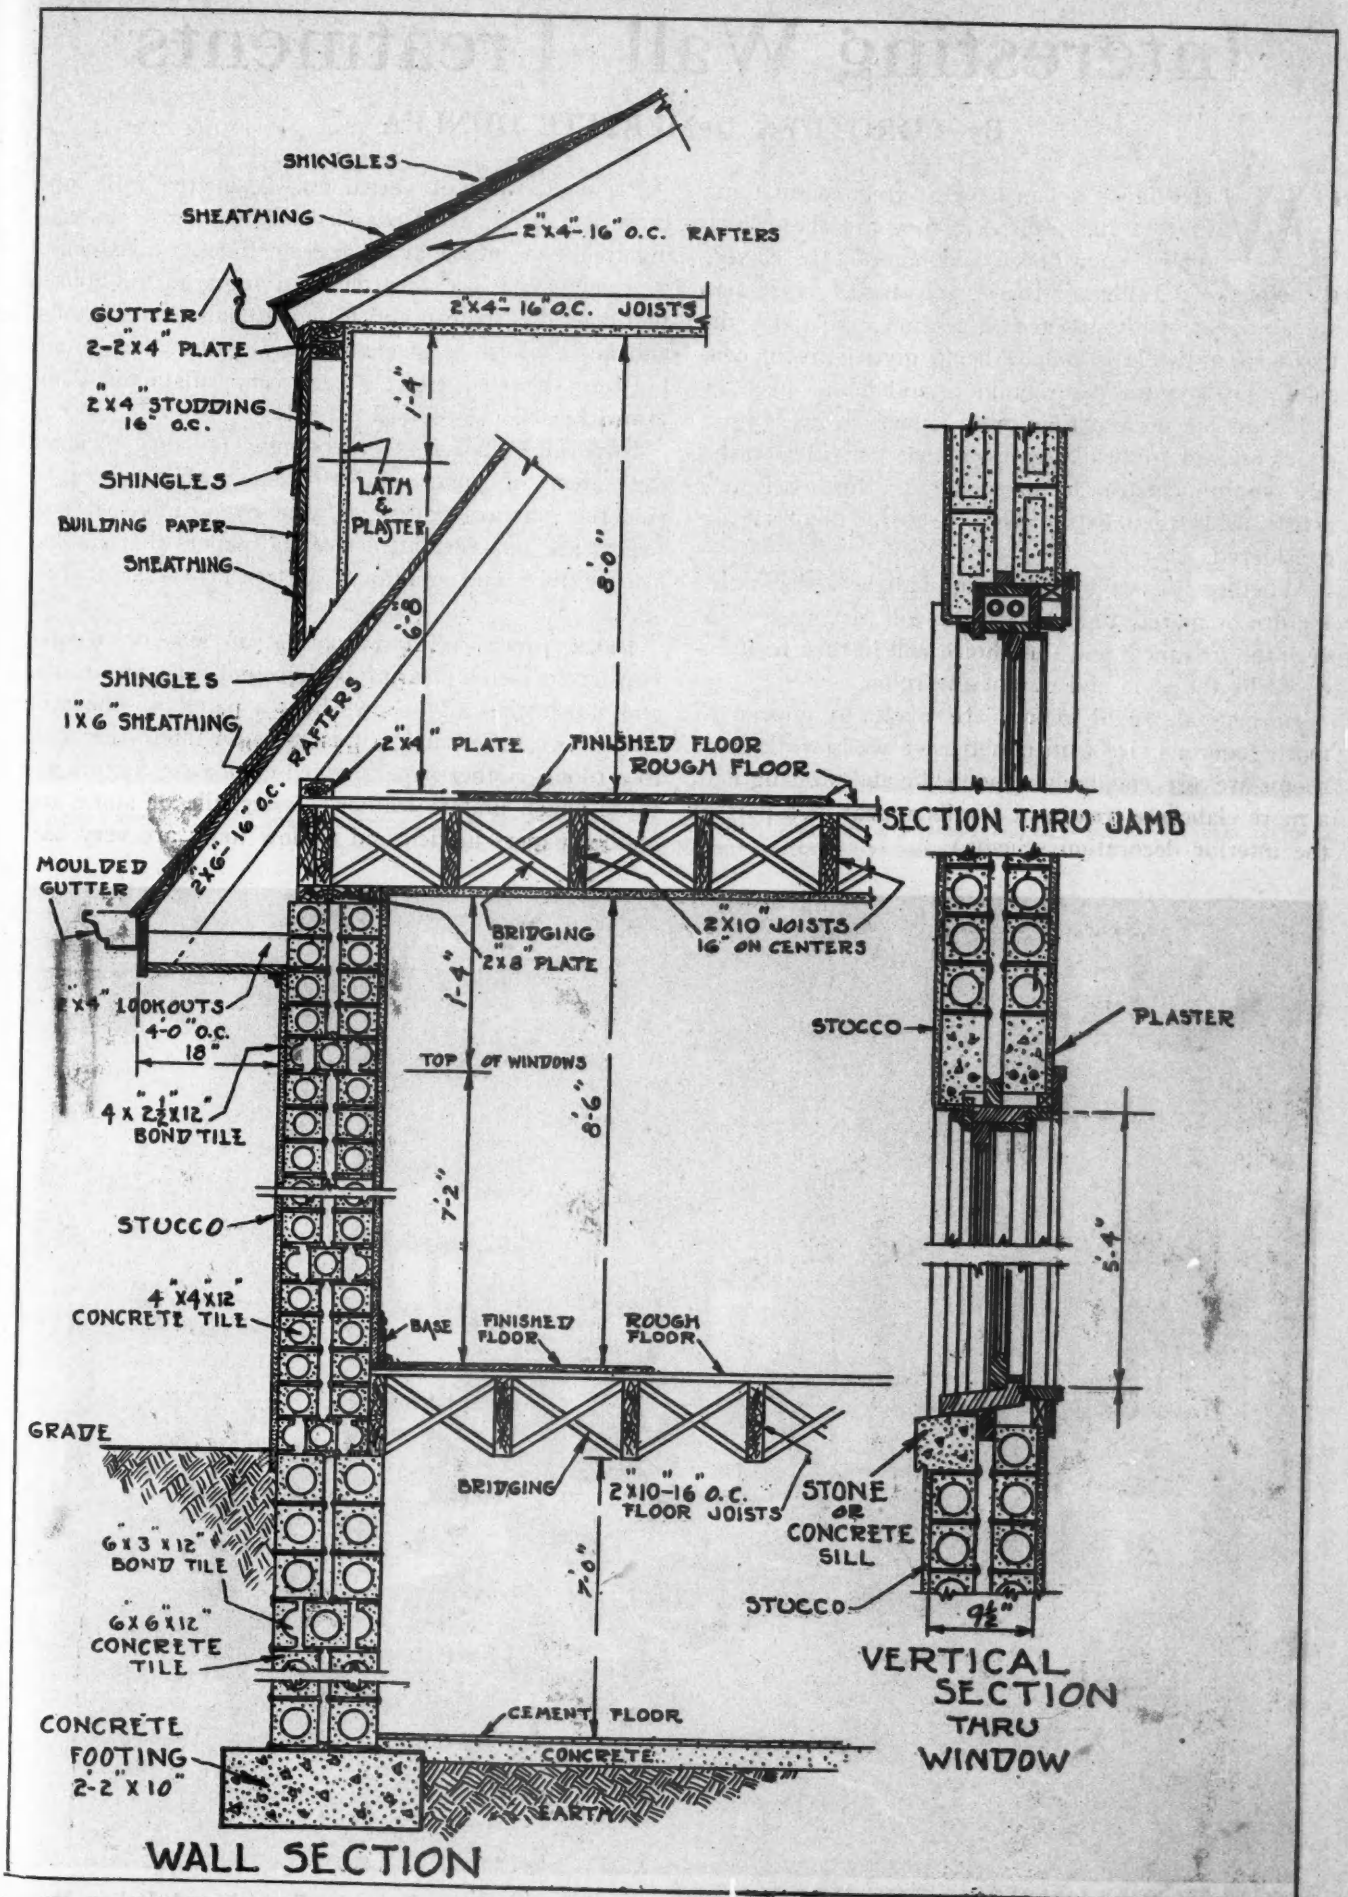 SHINGLES
SHEATHING
2"X4"-16" O.C. RAFTERS
GUTTER
2"X4"-16" O.C. JOISTS
2-2"X4" PLATE
1'-4"
2"X4" STUDDING
16" O.C.
SHINGLES
LATH
&
PLASTER
BUILDING PAPER
SHEATHING
8'-0"
6'-8"
SHINGLES
1"X6" SHEATHING
2"X6"-16" O.C. RAFTERS
2"X4" PLATE
FINISHED FLOOR
ROUGH FLOOR
SECTION THRU JAMB
MOULDED
GUTTER
BRIDGING
2"X8" PLATE
2"X10" JOISTS
16" ON CENTERS
2"X4" LOOKOUTS
4'-0" O.C.
18"
1'-4"
TOP OF WINDOWS
STUCCO
PLASTER
4"X2½"X12"
BOND TILE
8'-6"
7'-2"
STUCCO
5'-4"
4"X4"X12"
CONCRETE TILE
BASE
FINISHED
FLOOR
ROUGH
FLOOR
GRADE
BRIDGING
2"X10"-16" O.C.
FLOOR JOISTS
STONE
OR
CONCRETE
SILL
6"X3"X12"
BOND TILE
7'-0"
STUCCO
9½"
6"X6"X12"
CONCRETE
TILE
VERTICAL
SECTION
THRU
WINDOW
CEMENT FLOOR
CONCRETE
FOOTING
2'-2"X10"
CONCRETE
EARTH
WALL SECTION